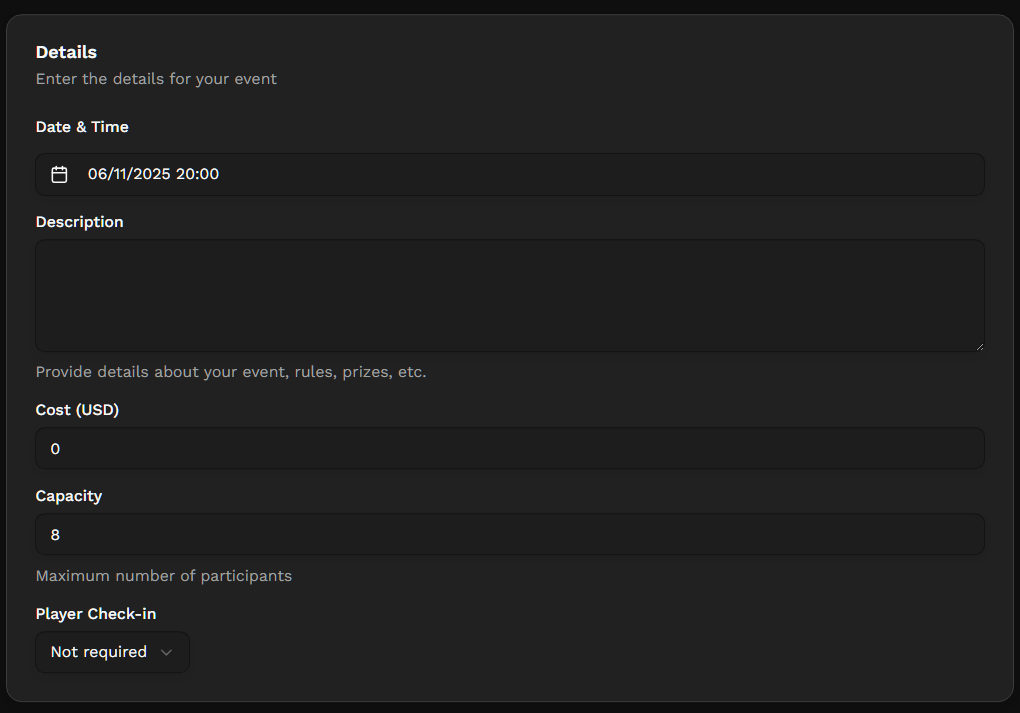 Details
Enter the details for your event
Date & Time
06/11/2025 20:00
Description
Provide details about your event, rules, prizes, etc.
Cost (USD)
0
Capacity
8
Maximum number of participants
Player Check-in
Not required